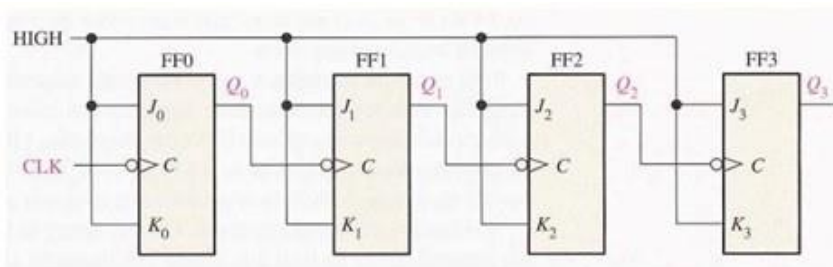 HIGH
FF0 FF1 FF2 FF3
Q0 Q1 Q2 Q3
J0 J1 J2 J3
CLK C C C C
K0 K1 K2 K3